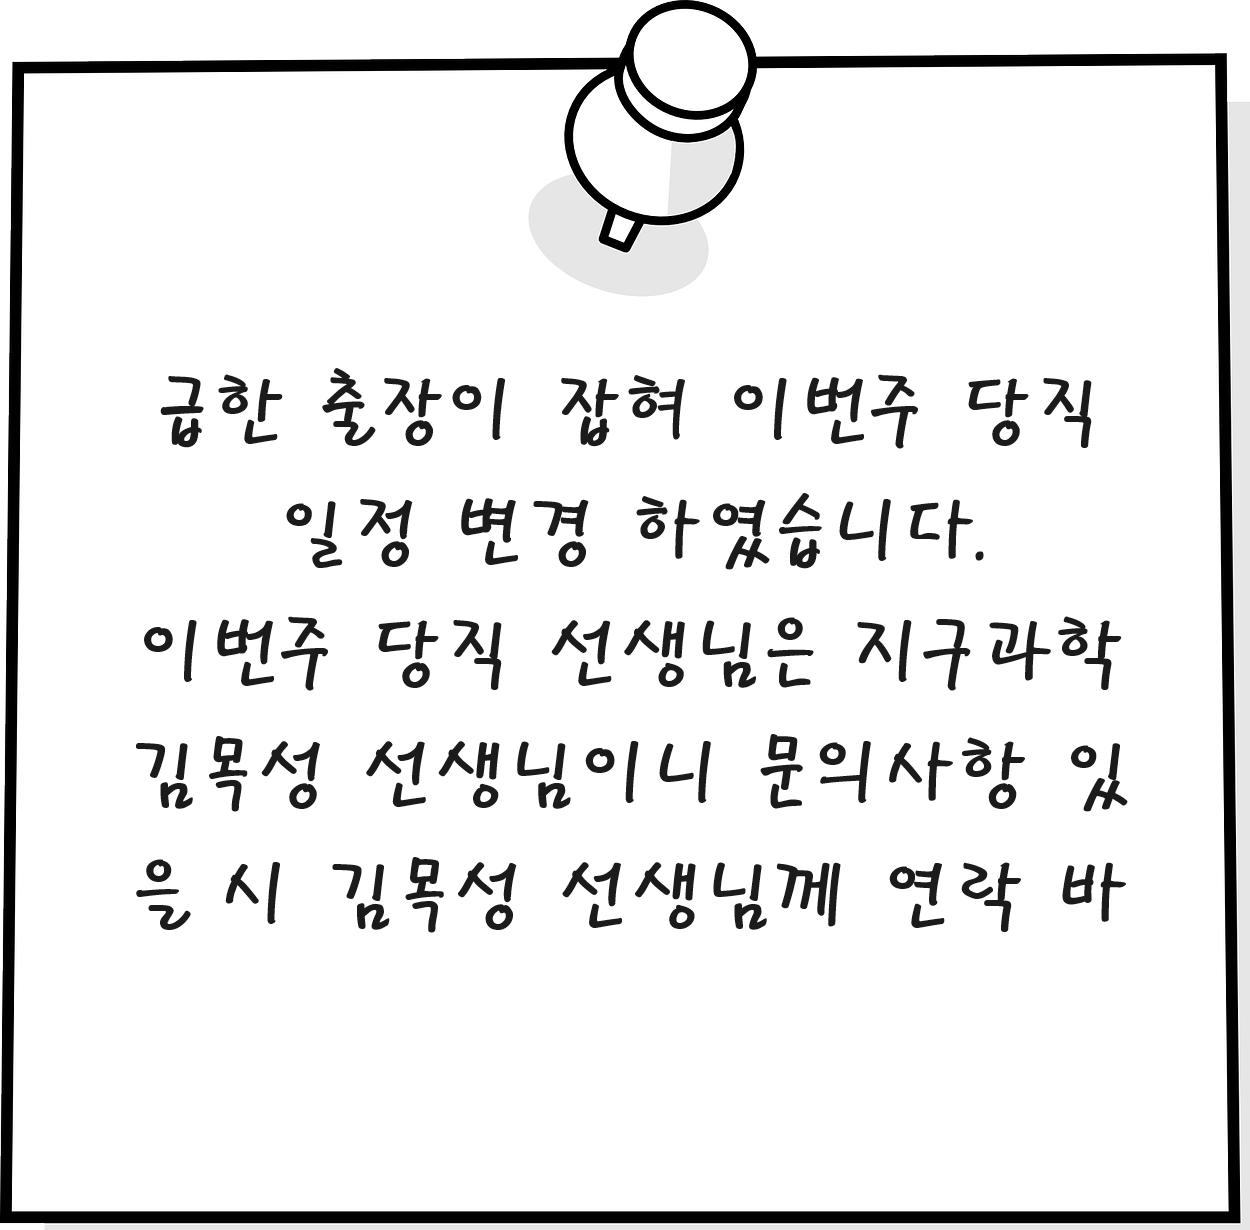 급한 출장이 잡혀 이번주 당직
일정 변경 하였습니다.
이번주 당직 선생님은 지구과학
김목성 선생님이니 문의사항 있
을 시 김목성 선생님께 연락 바